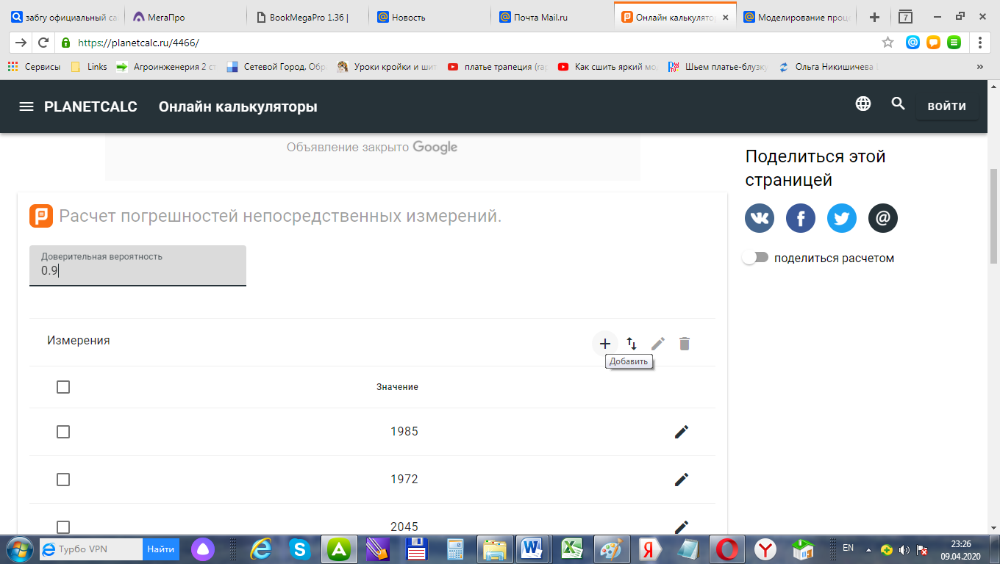 забгу официальный са
МегаПро
BookMegaPro 1.36 |
Новость
Почта Mail.ru
Онлайн калькулятор
Моделирование проце
7
https://planetcalc.ru/4466/
Сервисы
Links
Агроинженерия 2 ст
Сетевой Город. Обр
Уроки кройки и шит
платье трапеция (rap
Как сшить яркий мо
Шьем платье-блузку
Ольга Никишичева
»
PLANETCALC
Онлайн калькуляторы
ВОЙТИ
Объявление закрыто Google
Поделиться этой
страницей
Расчет погрешностей непосредственных измерений.
Доверительная вероятность
0.9
поделиться расчетом
Измерения
Добавить
Значение
1985
1972
2045
Турбо VPN
Найти
EN
23:26
09.04.2020